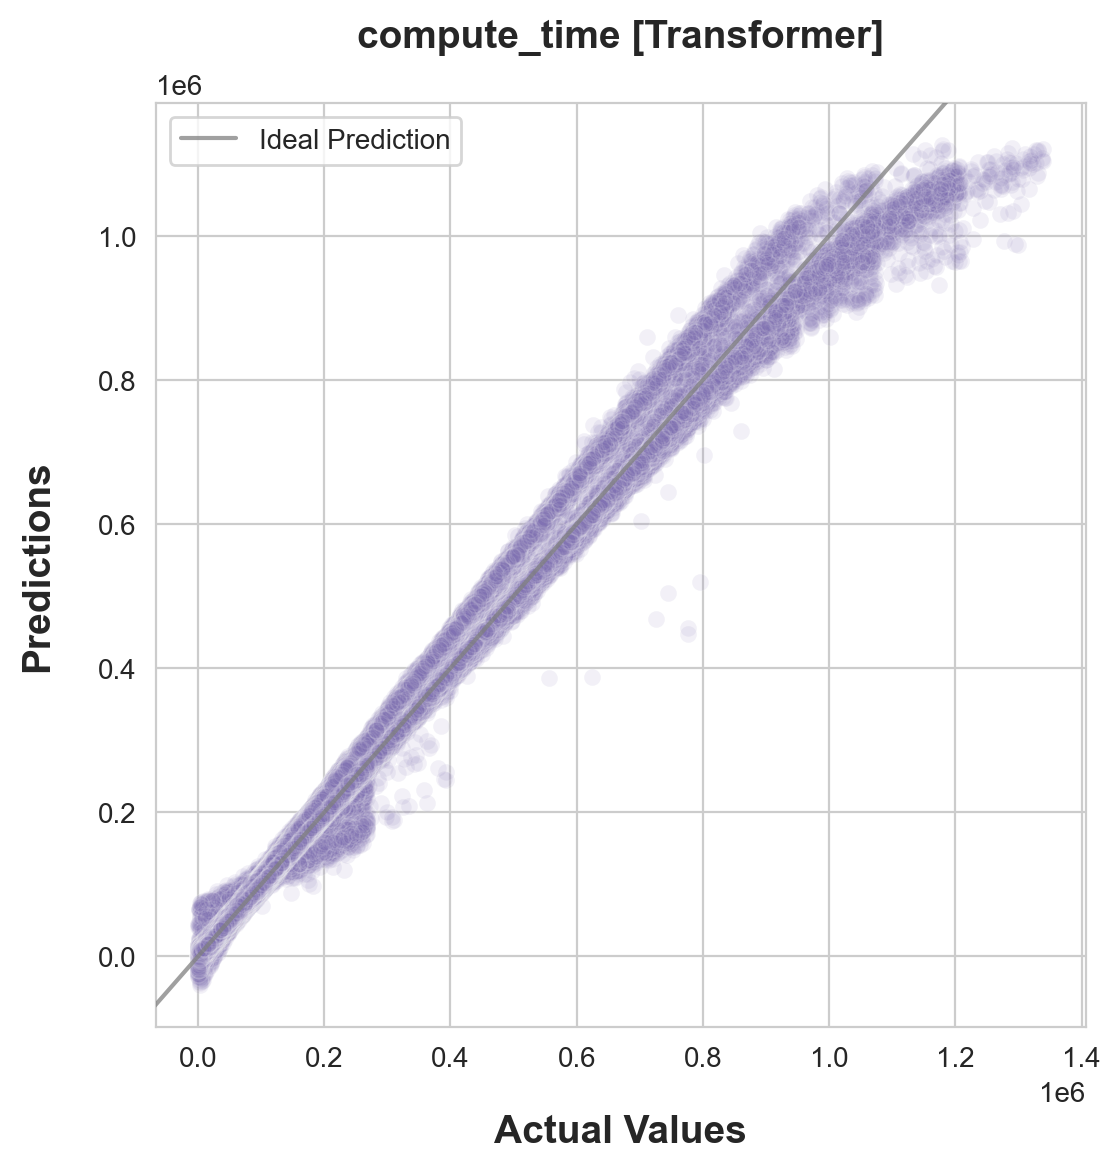 compute_time [Transformer]
1e6
Ideal Prediction
1.0
0.8
0.6
0.4
0.2
0.0
Predictions
0.0 0.2 0.4 0.6 0.8 1.0 1.2 1.4
1e6
Actual Values